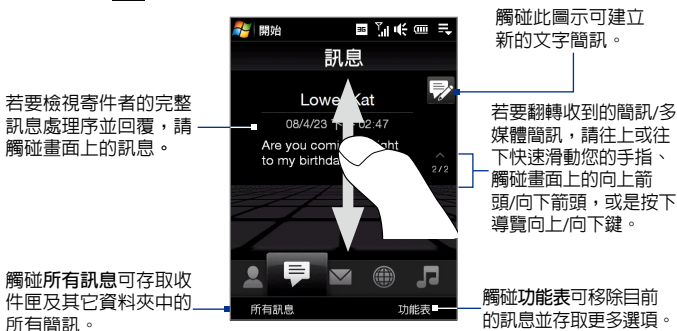 觸碰此圖示可建立
新的文字簡訊。
開始
訊息
Lowe Kat
08/4/23 下 02:47
Are you comi ght
to my birthda
2/2
所有訊息
功能表
若要檢視寄件者的完整
訊息處理序並回覆，請
觸碰畫面上的訊息。
若要翻轉收到的簡訊/多
媒體簡訊，請往上或往
下快速滑動您的手指、
觸碰畫面上的向上箭
頭/向下箭頭，或是按下
導覽向上/向下鍵。
觸碰所有訊息可存取收
件匣及其它資料夾中的
所有簡訊。
觸碰功能表可移除目前
的訊息並存取更多選項。